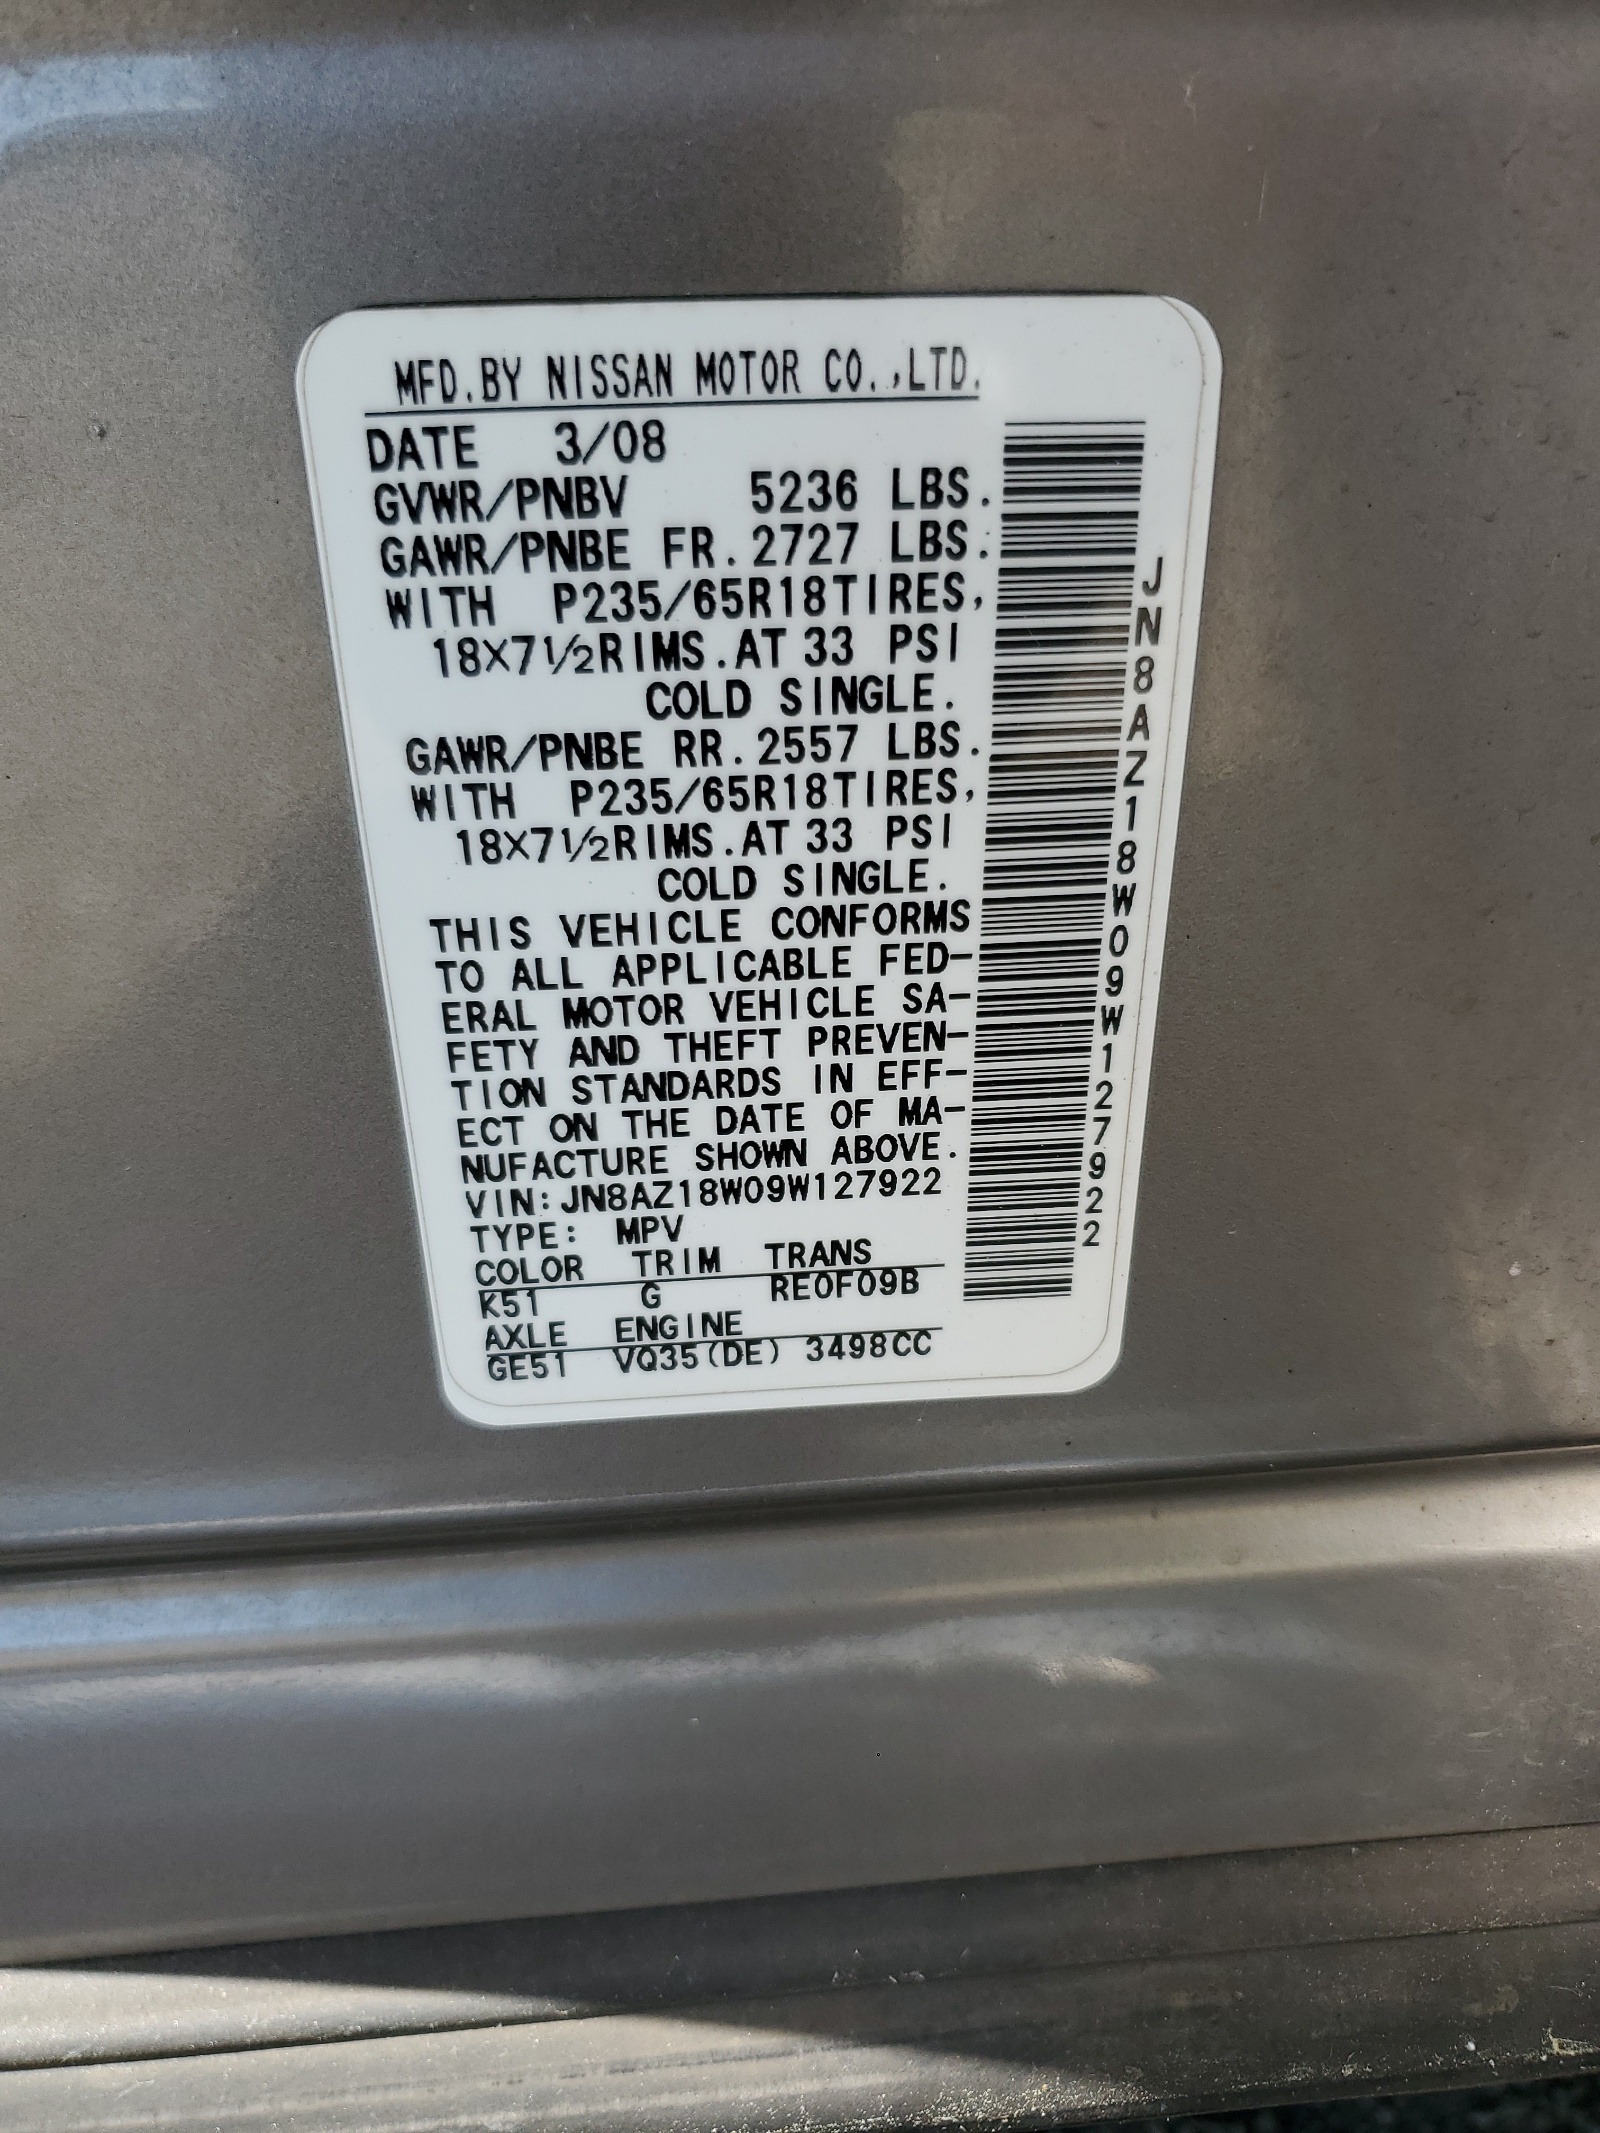 MFD.BY NISSAN MOTOR CO.,LTD.
DATE 3/08
GVWR/PNBV 5236 LBS.
GAWR/PNBE FR.2727 LBS.
WITH P235/65R18TIRES,
18X7½RIMS.AT 33 PSI
COLD SINGLE.
GAWR/PNBE RR.2557 LBS.
WITH P235/65R18TIRES,
18X7½RIMS.AT 33 PSI
COLD SINGLE.
THIS VEHICLE CONFORMS
TO ALL APPLICABLE FED-
ERAL MOTOR VEHICLE SA-
FETY AND THEFT PREVEN-
TION STANDARDS IN EFF-
ECT ON THE DATE OF MA-
NUFACTURE SHOWN ABOVE.
VIN:JN8AZ18W09W127922
TYPE: MPV
COLOR TRIM TRANS
K51 G RE0F09B
AXLE ENGINE
GE51 VQ35(DE) 3498CC
JN8AZ18W09W127922